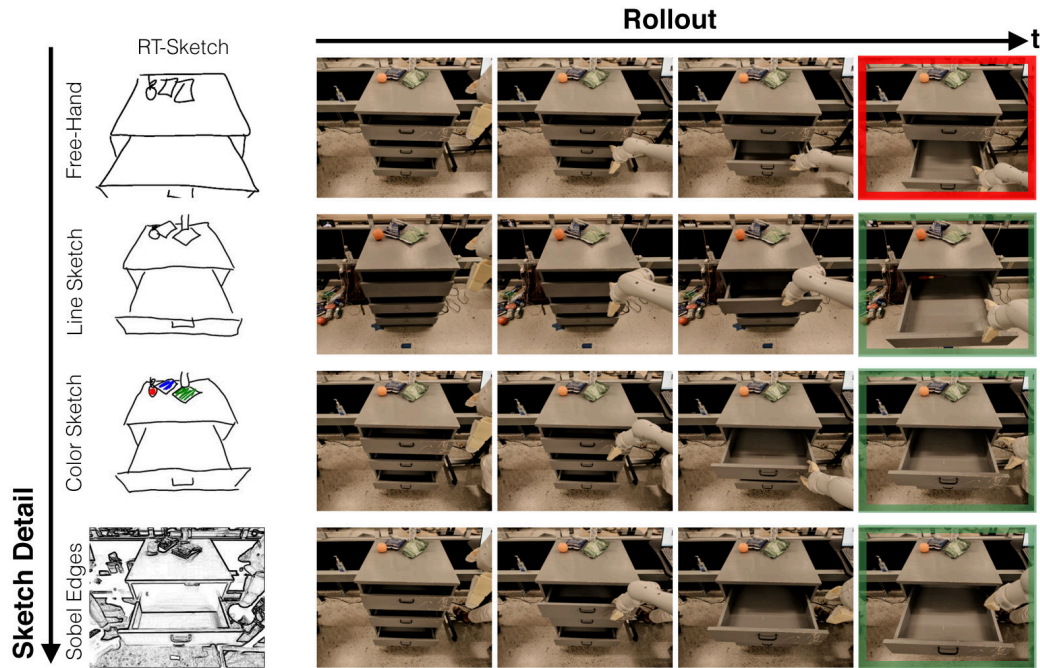 Rollout
t
RT-Sketch
Free-Hand
Line Sketch
Color Sketch
Sobel Edges
Sketch Detail